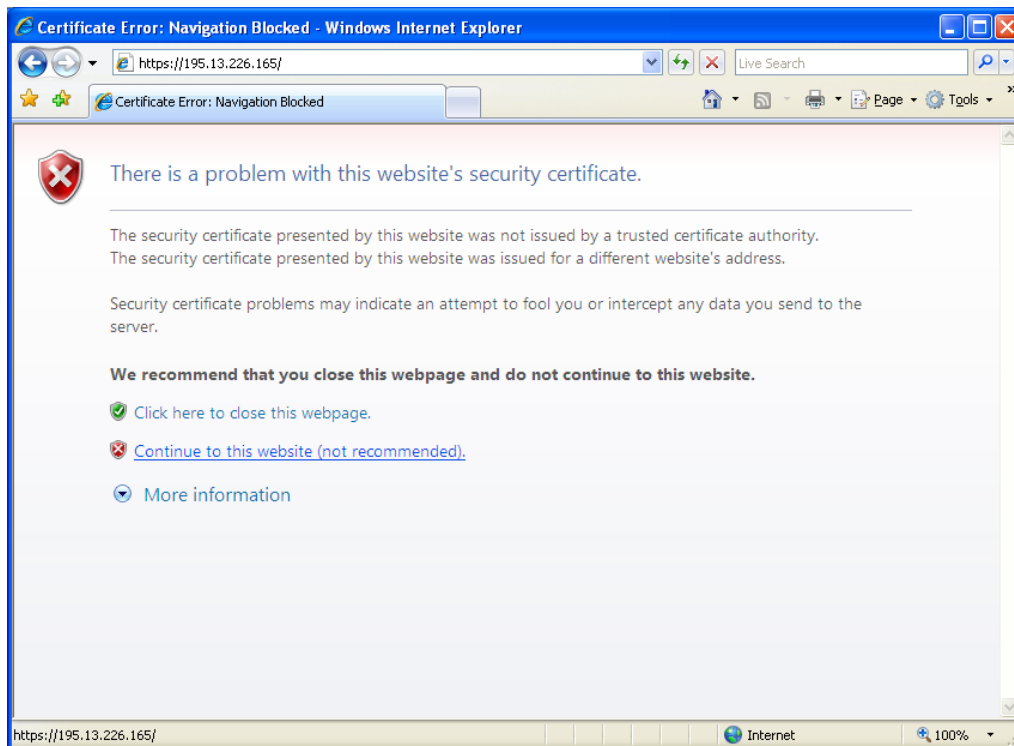 Certificate Error: Navigation Blocked - Windows Internet Explorer
https://195.13.226.165/
Live Search
Certificate Error: Navigation Blocked
Page
Tools
»
There is a problem with this website's security certificate.
The security certificate presented by this website was not issued by a trusted certificate authority.
The security certificate presented by this website was issued for a different website's address.
Security certificate problems may indicate an attempt to fool you or intercept any data you send to the
server.
We recommend that you close this webpage and do not continue to this website.
Click here to close this webpage.
Continue to this website (not recommended).
More information
https://195.13.226.165/
Internet
100%